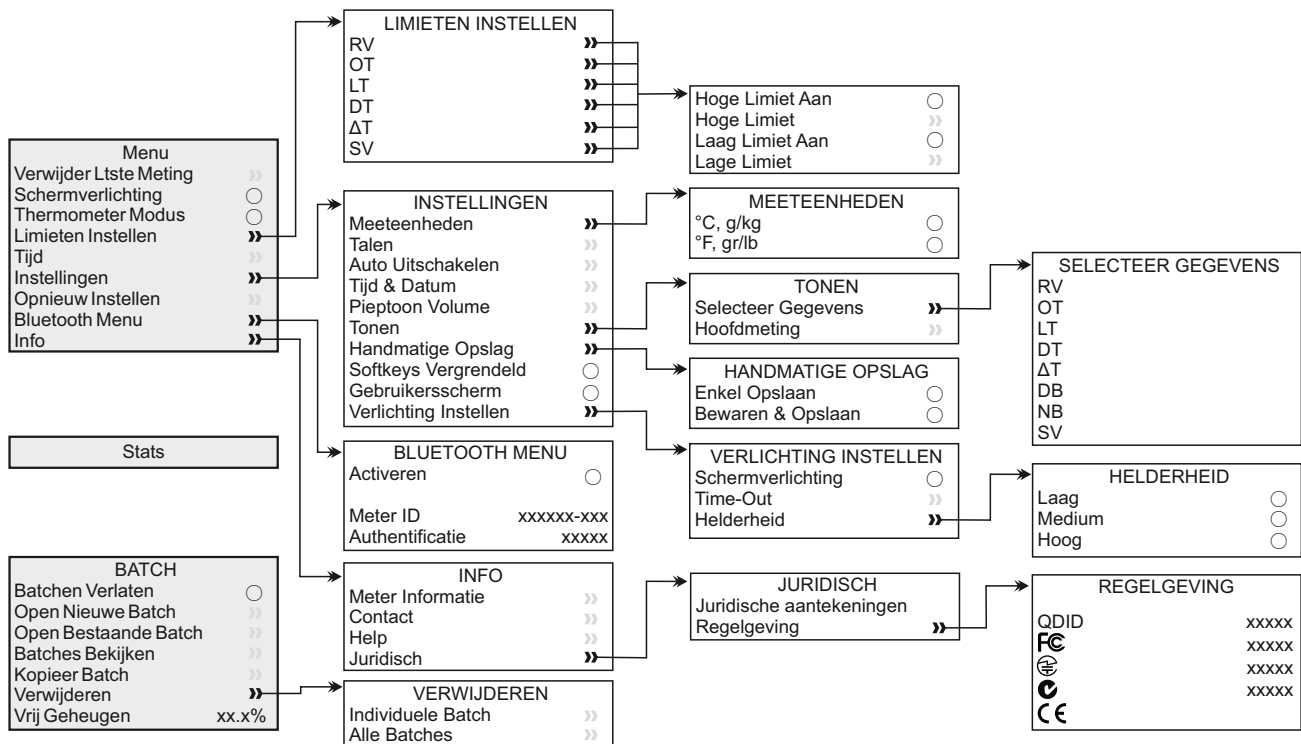 Menu
Verwijder Ltste Meting »
Schermverlichting
Thermometer Modus
Limieten Instellen »
Tijd »
Instellingen »
Opnieuw Instellen »
Bluetooth Menu »
Info »
Stats
BATCH
Batchen Verlaten
Open Nieuwe Batch »
Open Bestaande Batch »
Batches Bekijken »
Kopieer Batch »
Verwijderen »
Vrij Geheugen xx.x%
LIMIETEN INSTELLEN
RV »
OT »
LT »
DT »
ΔT »
SV »
INSTELLINGEN
Meeteenheden »
Talen »
Auto Uitschakelen »
Tijd & Datum »
Pieptoon Volume »
Tonen »
Handmatige Opslag »
Softkeys Vergrendeld
Gebruikersscherm
Verlichting Instellen »
BLUETOOTH MENU
Activeren
Meter ID xxxxxx-xxx
Authentificatie xxxxx
INFO
Meter Informatie »
Contact »
Help »
Juridisch »
VERWIJDEREN
Individuele Batch »
Alle Batches »
Hoge Limiet Aan
Hoge Limiet »
Laag Limiet Aan
Lage Limiet »
MEETEENHEDEN
°C, g/kg
°F, gr/lb
TONEN
Selecteer Gegevens »
Hoofdmeting »
HANDMATIGE OPSLAG
Enkel Opslaan
Bewaren & Opslaan
VERLICHTING INSTELLEN
Schermverlichting
Time-Out »
Helderheid »
JURIDISCH
Juridische aantekeningen
Regelgeving »
SELECTEER GEGEVENS
RV
OT
LT
DT
ΔT
DB
NB
SV
HELDERHEID
Laag
Medium
Hoog
REGELGEVING
QDID xxxxx
FC xxxxx
xxxxx
xxxxx
CE